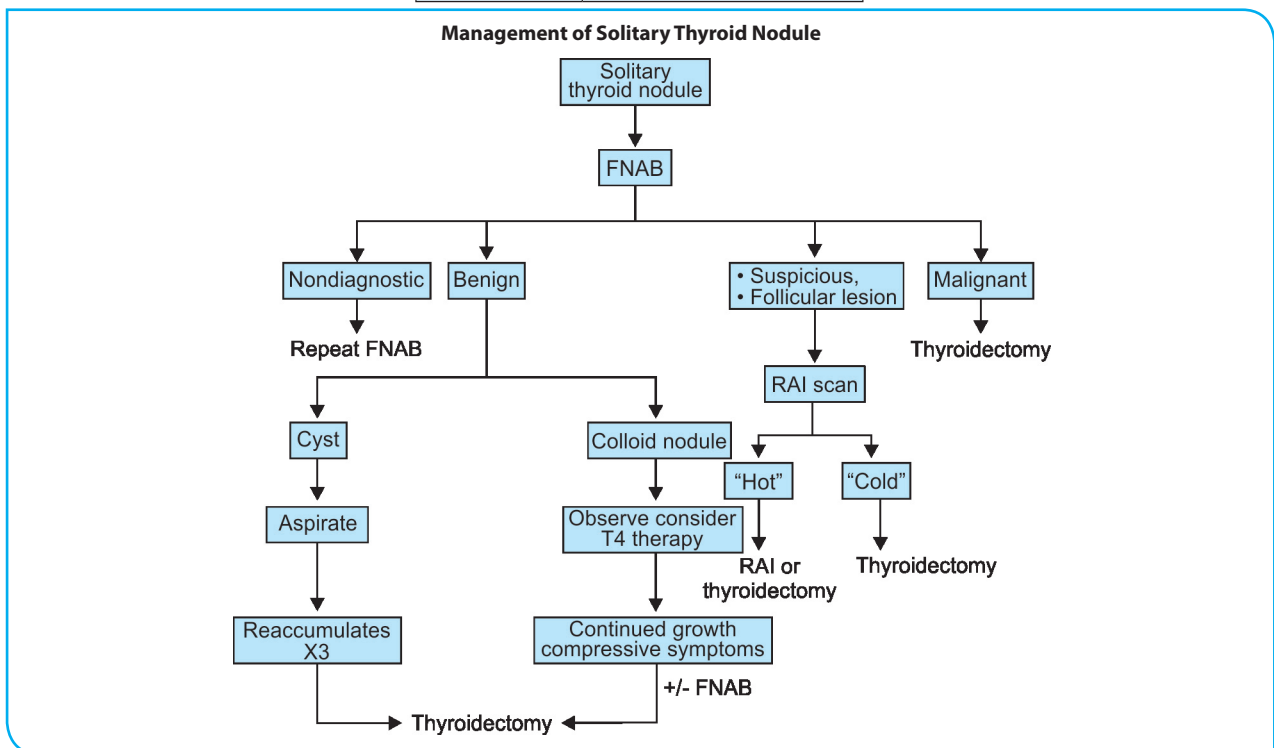 Management of Solitary Thyroid Nodule
Solitary
thyroid nodule
FNAB
Nondiagnostic
Benign
• Suspicious,
• Follicular lesion
Malignant
Repeat FNAB
Thyroidectomy
RAI scan
Cyst
Colloid nodule
“Hot”
“Cold”
Aspirate
Observe consider
T4 therapy
RAI or
thyroidectomy
Thyroidectomy
Reaccumulates
X3
Continued growth
compressive symptoms
+/- FNAB
Thyroidectomy